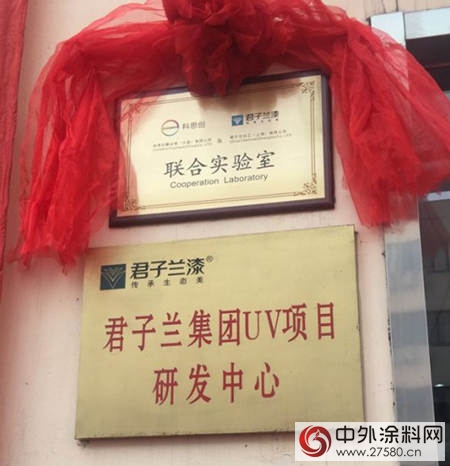 科思创 & 君子兰漆
联合实验室
Cooperation Laboratory
君子兰漆®
传承生态美
君子兰集团UV项目
研发中心
中外涂料网
www.27580.cn